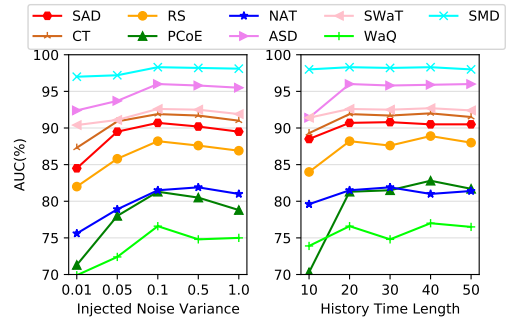 SAD RS NAT SWaT SMD
CT PCoE ASD WaQ
AUC(%)
100
95
90
85
80
75
70
0.01 0.05 0.1 0.5 1.0
Injected Noise Variance
100
95
90
85
80
75
70
10 20 30 40 50
History Time Length